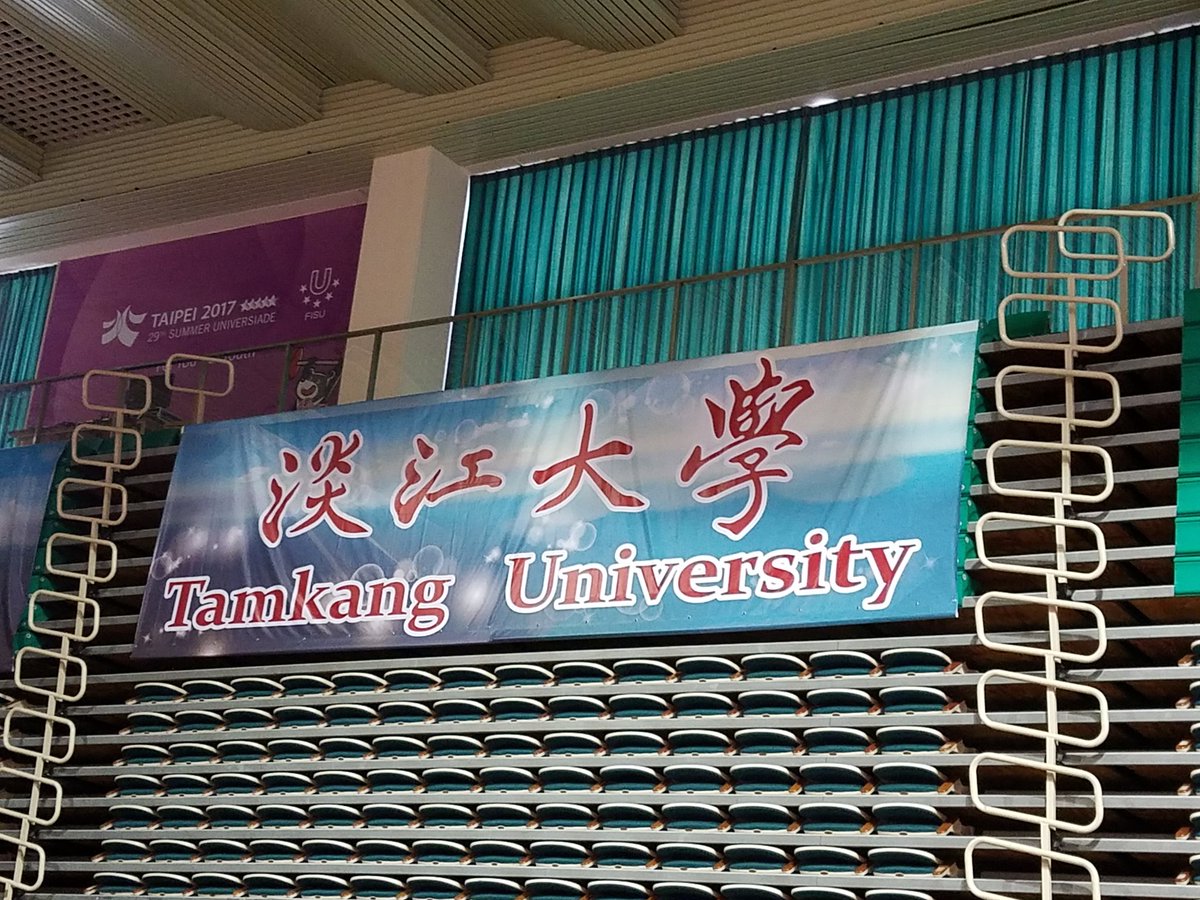 TAIPEI 2017
29TH SUMMER UNIVERSIADE
FISU
淡江大學
Tamkang University